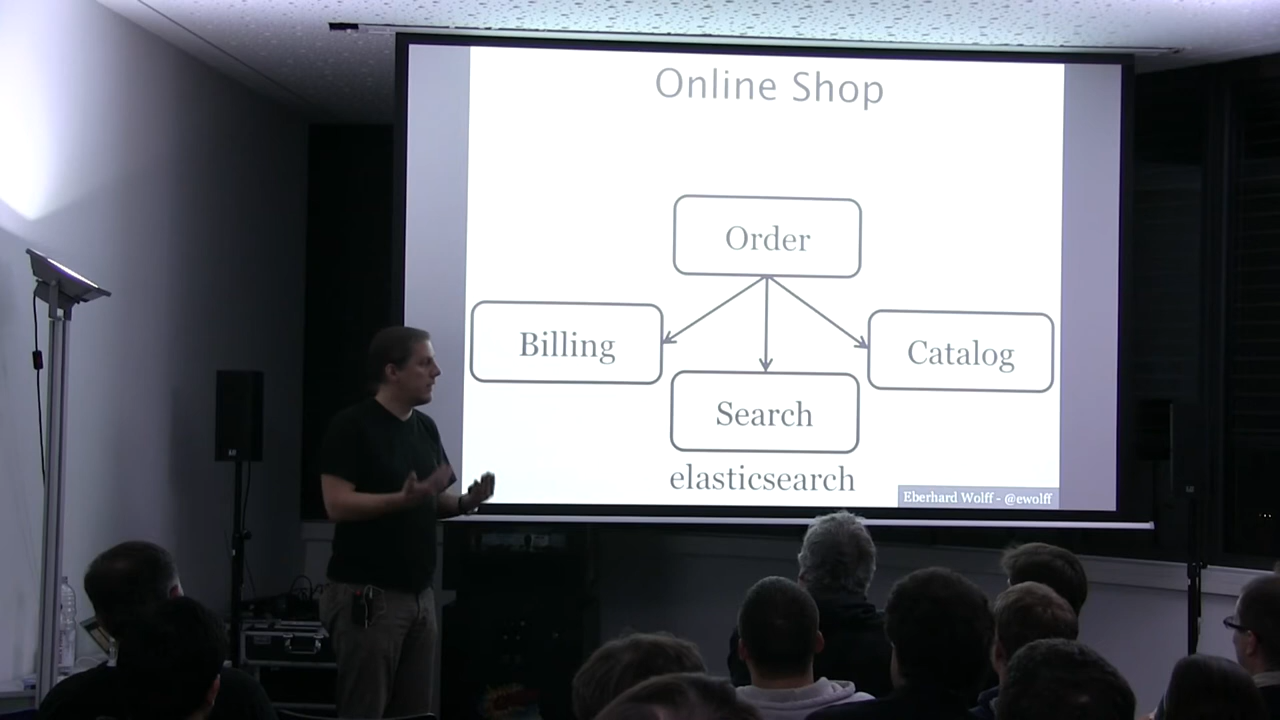 Online Shop
Order
Billing
Catalog
Search
elasticsearch
Eberhard Wolff - @ewolff